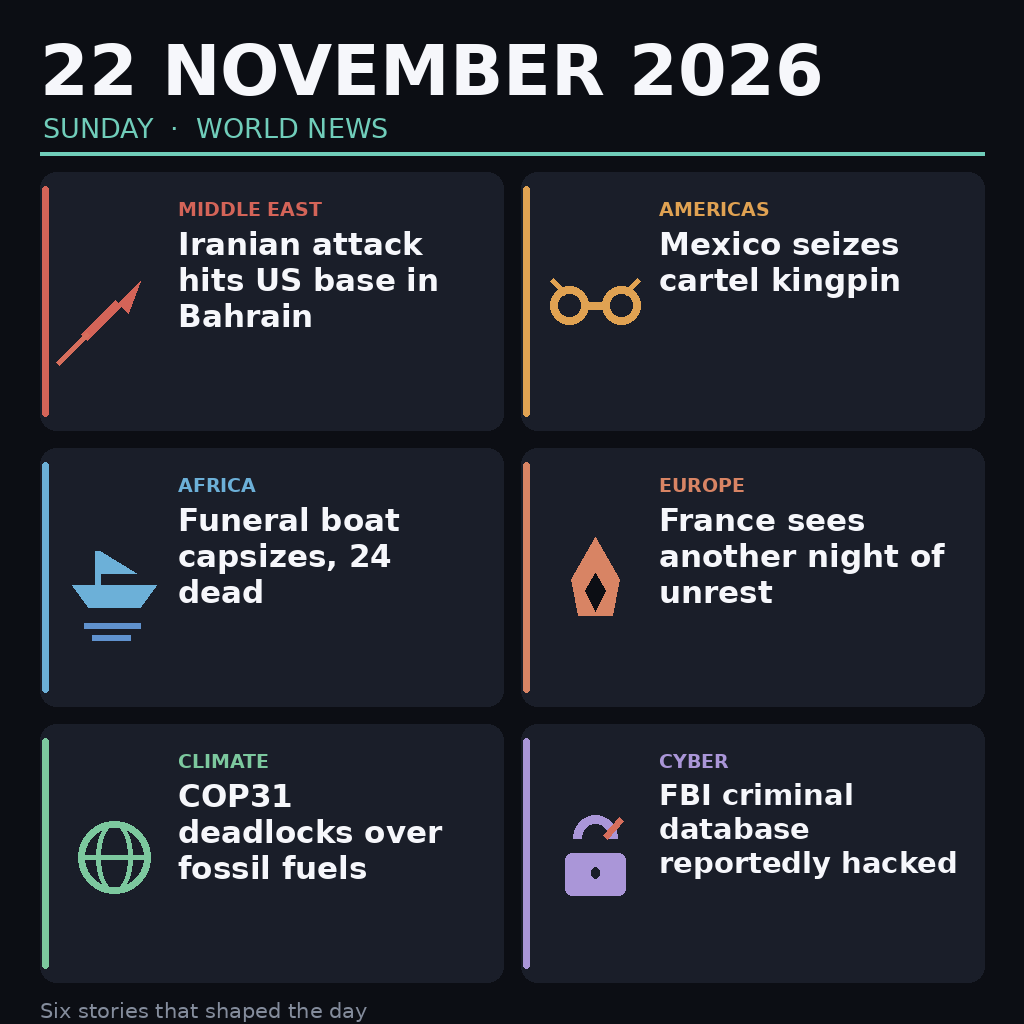 22 NOVEMBER 2026
SUNDAY · WORLD NEWS
MIDDLE EAST
Iranian attack
hits US base in
Bahrain
AMERICAS
Mexico seizes
cartel kingpin
AFRICA
Funeral boat
capsizes, 24
dead
EUROPE
France sees
another night of
unrest
CLIMATE
COP31
deadlocks over
fossil fuels
CYBER
FBI criminal
database
reportedly hacked
Six stories that shaped the day